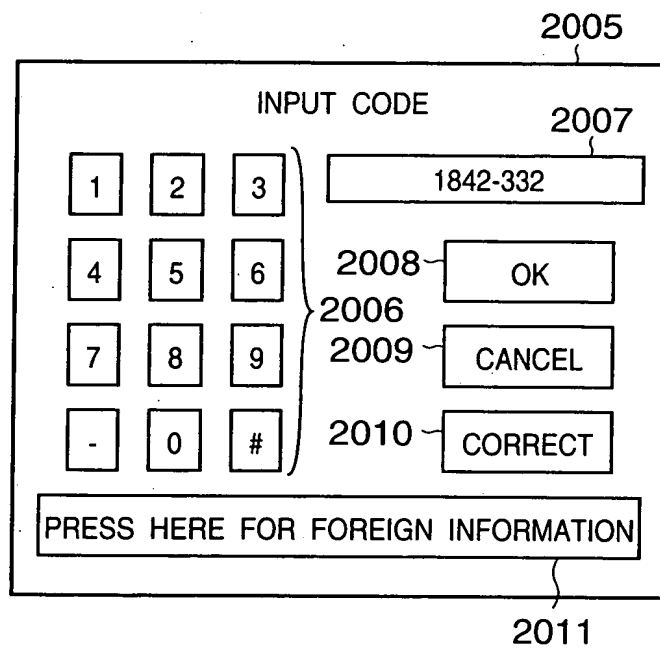 2005
INPUT CODE
2007
1 2 3
1842-332
4 5 6
2008
OK
2006
7 8 9
2009
CANCEL
- 0 #
2010
CORRECT
PRESS HERE FOR FOREIGN INFORMATION
2011